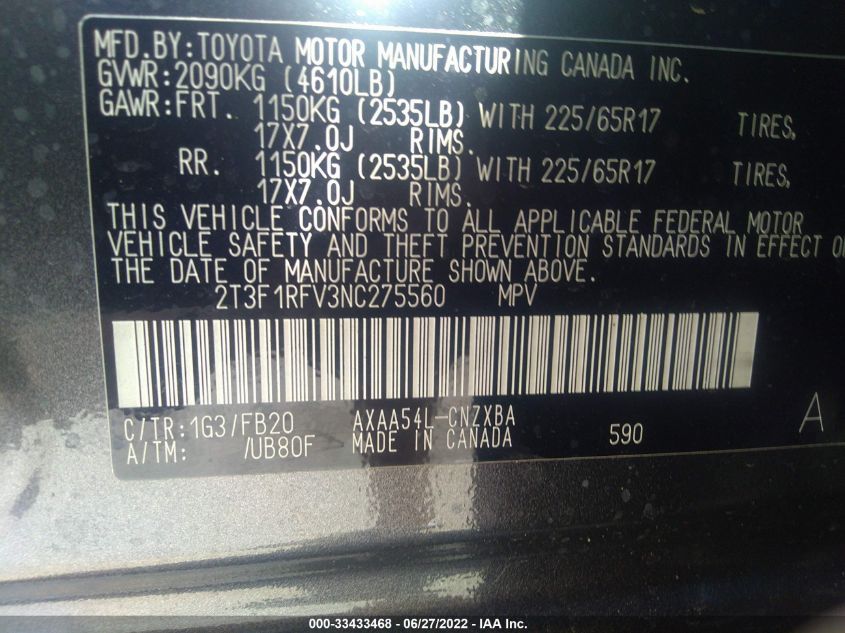 MFD.BY:TOYOTA MOTOR MANUFACTURING CANADA INC.
GVWR:2090KG (4610LB)
GAWR:FRT. 1150KG (2535LB) WITH 225/65R17 TIRES,
17X7.0J RIMS.
RR. 1150KG (2535LB) WITH 225/65R17 TIRES,
17X7.0J RIMS.
THIS VEHICLE CONFORMS TO ALL APPLICABLE FEDERAL MOTOR
VEHICLE SAFETY AND THEFT PREVENTION STANDARDS IN EFFECT
THE DATE OF MANUFACTURE SHOWN ABOVE.
2T3F1RFV3NC275560 MPV
C/TR:1G3/FB20 AXAA54L-CNZXBA 590 A
A/TM: /UB80F MADE IN CANADA
000-33433468 - 06/27/2022 - IAA Inc.